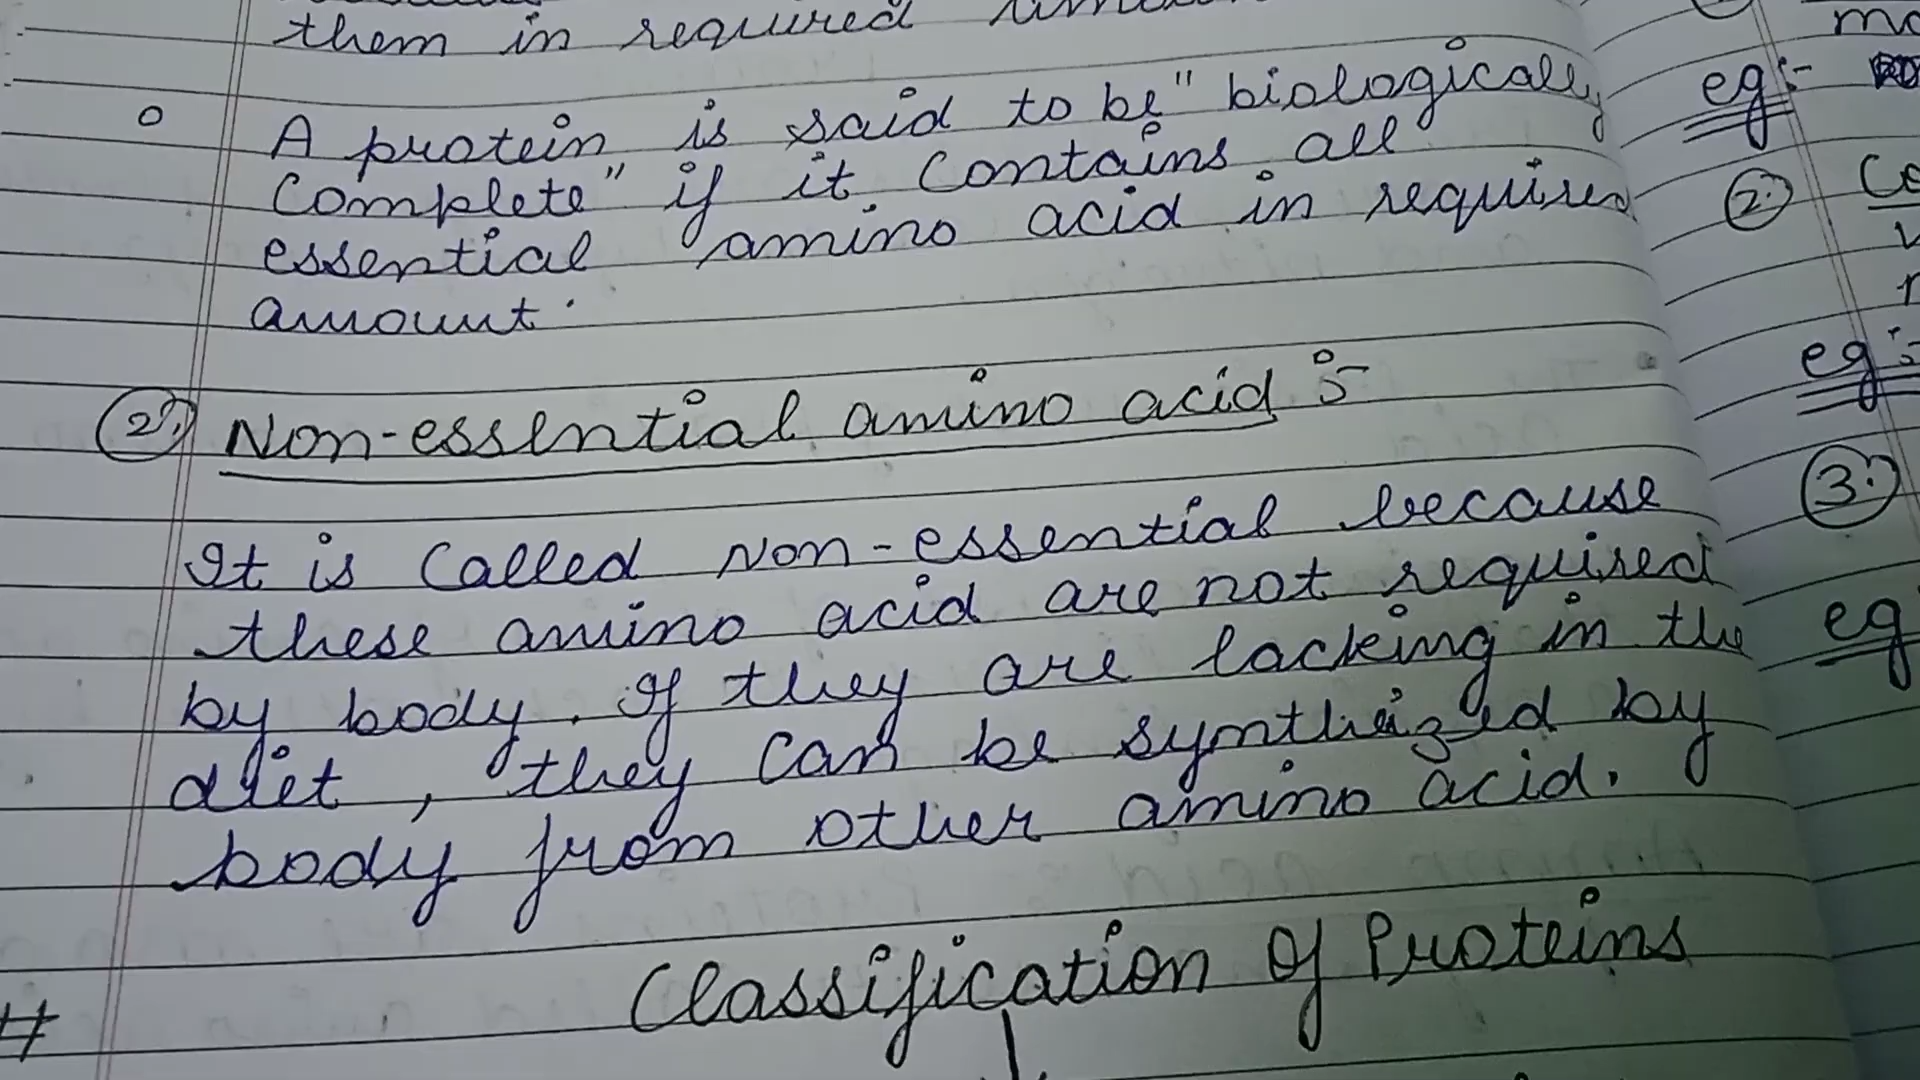 them in required
A protein is said to be "biologically
Complete" if it contains all
essential amino acid in required
amount.
2. Non-essential amino acid :-
It is called Non-essential because
these amino acid are not required
by body. If they are lacking in the
diet, they can be syntheized by
body from other amino acid.
# Classification of Proteins
eg:-
2.
eg:-
3.
eg